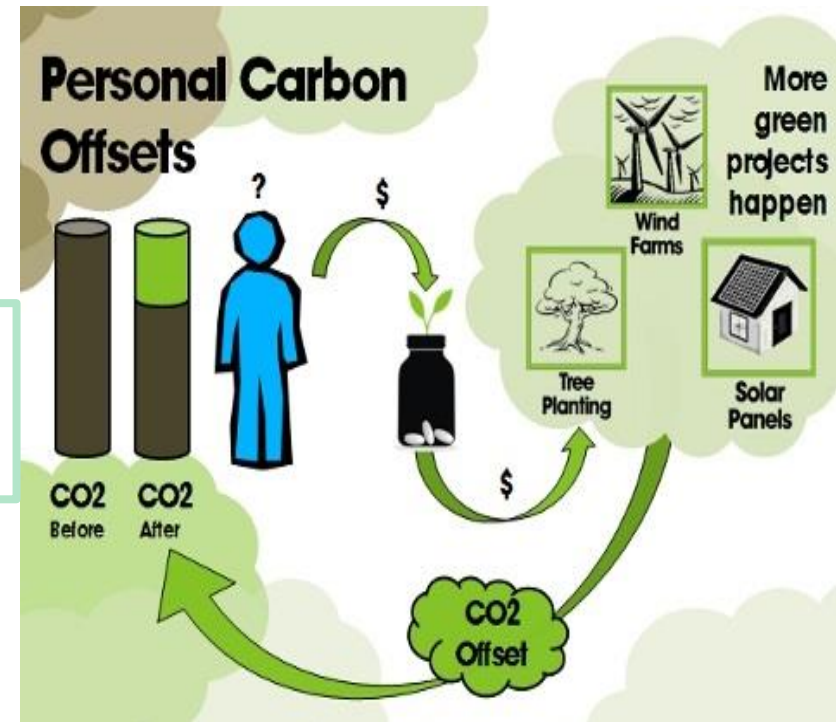 Personal Carbon
Offsets
?
$
More
green
projects
happen
Wind
Farms
Tree
Planting
Solar
Panels
CO2
Before
CO2
After
$
CO2
Offset